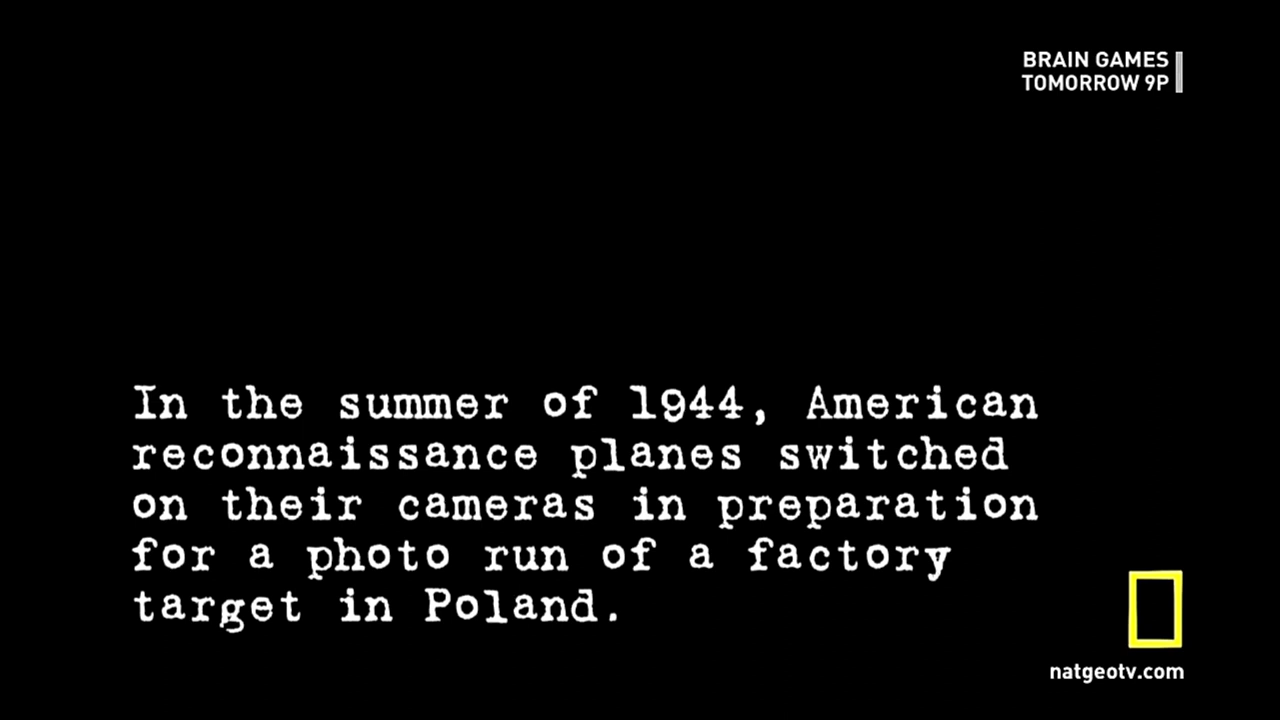 BRAIN GAMES
TOMORROW 9P
In the summer of 1944, American
reconnaissance planes switched
on their cameras in preparation
for a photo run of a factory
target in Poland.
natgeotv.com